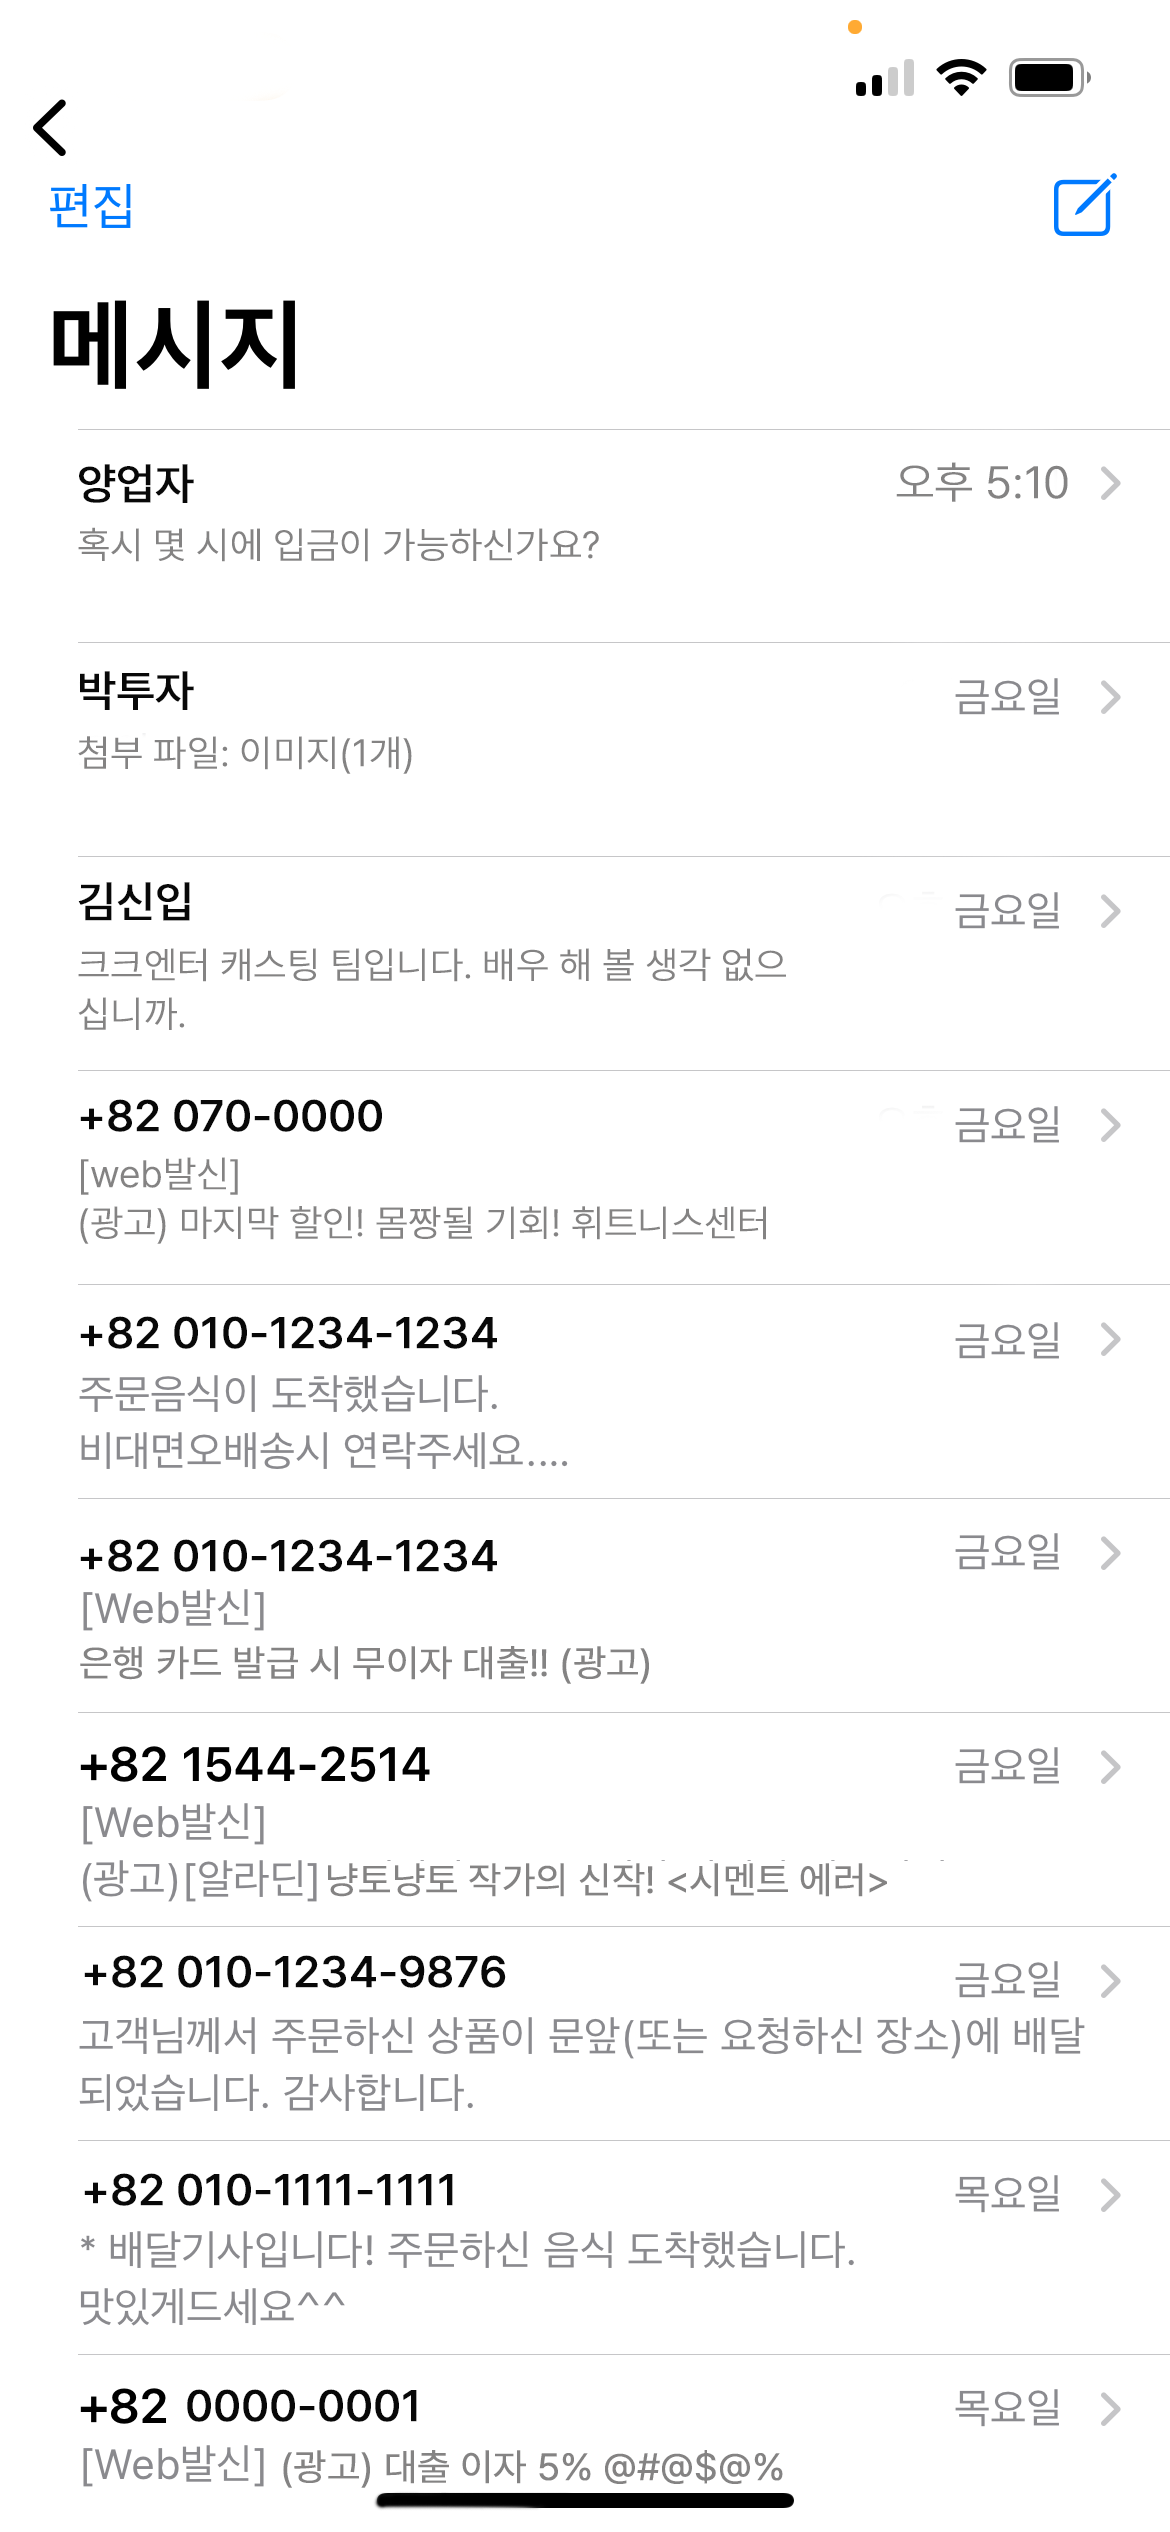 편집
메시지
양업자 오후 5:10
혹시 몇 시에 입금이 가능하신가요?
박투자 금요일
첨부 파일: 이미지(1개)
김신입 금요일
크크엔터 캐스팅 팀입니다. 배우 해 볼 생각 없으
십니까.
+82 070-0000 금요일
[web발신]
(광고) 마지막 할인! 몸짱될 기회! 휘트니스센터
+82 010-1234-1234 금요일
주문음식이 도착했습니다.
비대면오배송시 연락주세요....
+82 010-1234-1234 금요일
[Web발신]
은행 카드 발급 시 무이자 대출!! (광고)
+82 1544-2514 금요일
[Web발신]
(광고)[알라딘]냥토냥토 작가의 신작! <시멘트 에러>
+82 010-1234-9876 금요일
고객님께서 주문하신 상품이 문앞(또는 요청하신 장소)에 배달
되었습니다. 감사합니다.
+82 010-1111-1111 목요일
* 배달기사입니다! 주문하신 음식 도착했습니다.
맛있게드세요^^
+82 0000-0001 목요일
[Web발신] (광고) 대출 이자 5% @#@$@%